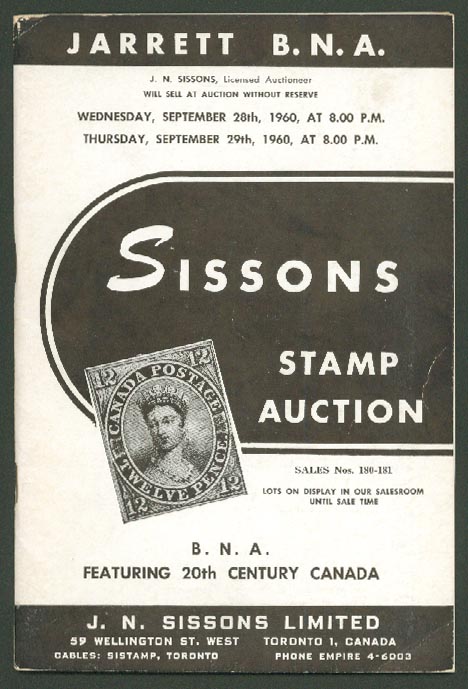 JARRETT B.N.A.
J. N. SISSONS, Licensed Auctioneer
WILL SELL AT AUCTION WITHOUT RESERVE
WEDNESDAY, SEPTEMBER 28th, 1960, AT 8.00 P.M.
THURSDAY, SEPTEMBER 29th, 1960, AT 8.00 P.M.
SISSONS
STAMP
AUCTION
12 12
CANADA POSTAGE
TWELVE PENCE
12 12
SALES Nos. 180-181
LOTS ON DISPLAY IN OUR SALESROOM
UNTIL SALE TIME
B. N. A.
FEATURING 20th CENTURY CANADA
J. N. SISSONS LIMITED
59 WELLINGTON ST. WEST TORONTO 1, CANADA
CABLES: SISTAMP, TORONTO PHONE EMPIRE 4-6003